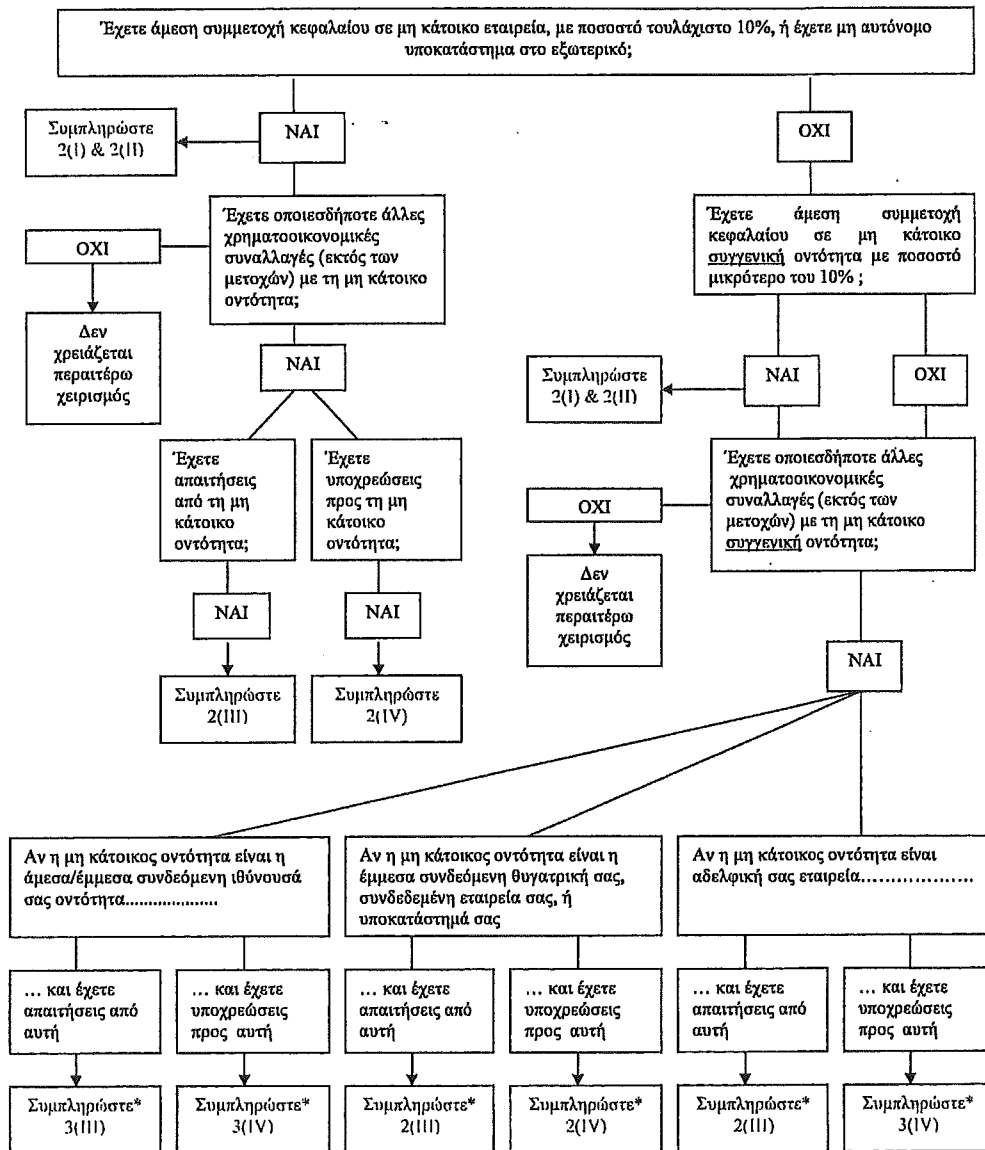 Έχετε άμεση συμμετοχή κεφαλαίου σε μη κάτοικο εταιρεία, με ποσοστό τουλάχιστο 10%, ή έχετε μη αυτόνομο
υποκατάστημα στο εξωτερικό;
Συμπληρώστε
2(I) & 2(II)
ΝΑΙ
ΟΧΙ
Έχετε οποιεσδήποτε άλλες
χρηματοοικονομικές
συναλλαγές (εκτός των
μετοχών) με τη μη κάτοικο
οντότητα;
ΟΧΙ
Δεν
χρειάζεται
περαιτέρω
χειρισμός
ΝΑΙ
Έχετε
απαιτήσεις
από τη μη
κάτοικο
οντότητα;
Έχετε
υποχρεώσεις
προς τη μη
κάτοικο
οντότητα;
ΝΑΙ
ΝΑΙ
Συμπληρώστε
2(III)
Συμπληρώστε
2(IV)
Έχετε άμεση συμμετοχή
κεφαλαίου σε μη κάτοικο
συγγενική οντότητα με ποσοστό
μικρότερο του 10% ;
Συμπληρώστε
2(I) & 2(II)
ΝΑΙ
ΟΧΙ
Έχετε οποιεσδήποτε άλλες
χρηματοοικονομικές
συναλλαγές (εκτός των
μετοχών) με τη μη κάτοικο
συγγενική οντότητα;
ΟΧΙ
Δεν
χρειάζεται
περαιτέρω
χειρισμός
ΝΑΙ
Αν η μη κάτοικος οντότητα είναι η
άμεσα/έμμεσα συνδεόμενη ιθύνουσά
σας οντότητα....................
Αν η μη κάτοικος οντότητα είναι η
έμμεσα συνδεόμενη θυγατρική σας,
συνδεδεμένη εταιρεία σας, ή
υποκατάστημά σας
Αν η μη κάτοικος οντότητα είναι
αδελφική σας εταιρεία...................
... και έχετε
απαιτήσεις από
αυτή
... και έχετε
υποχρεώσεις
προς αυτή
... και έχετε
απαιτήσεις από
αυτή
... και έχετε
υποχρεώσεις
προς αυτή
... και έχετε
απαιτήσεις από
αυτή
... και έχετε
υποχρεώσεις
προς αυτή
Συμπληρώστε*
3(III)
Συμπληρώστε*
3(IV)
Συμπληρώστε*
2(III)
Συμπληρώστε*
2(IV)
Συμπληρώστε*
2(III)
Συμπληρώστε*
3(IV)